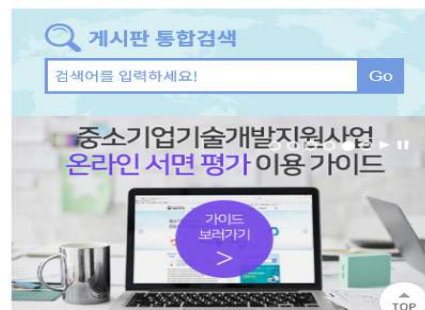 게시판 통합검색
검색어를 입력하세요!
Go
중소기업기술개발지원사업
온라인 서면 평가 이용 가이드
가이드
보러가기
>
TOP